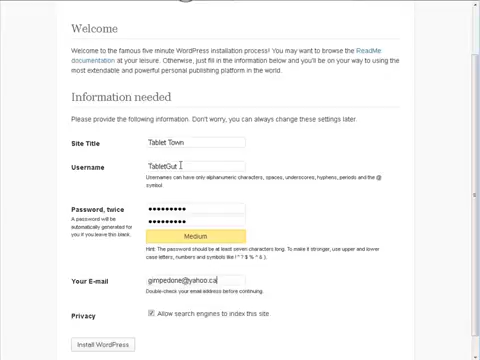 Welcome
Welcome to the famous five minute WordPress installation process! You may want to browse the ReadMe
documentation at your leisure. Otherwise, just fill in the information below and you'll be on your way to using the
most extendable and powerful personal publishing platform in the world.
Information needed
Please provide the following information. Don't worry, you can always change these settings later.
Site Title
Tablet Town
Username
TabletGut
Usernames can have only alphanumeric characters, spaces, underscores, hyphens, periods and the @
symbol.
Password, twice
A password will be
automatically generated for
you if you leave this blank.
Medium
Hint: The password should be at least seven characters long. To make it stronger, use upper and lower
case letters, numbers and symbols like ! " ? $ % ^ & ).
Your E-mail
gimpedone@yahoo.ca
Double-check your email address before continuing.
Privacy
Allow search engines to index this site
Install WordPress